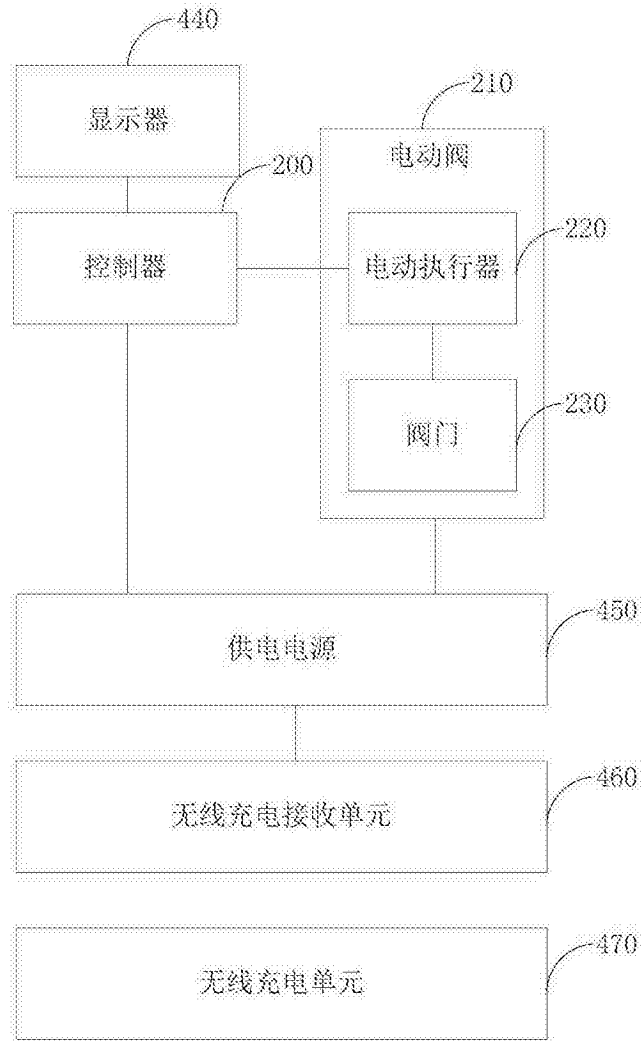 440
显示器
210
电动阀
200
控制器
220
电动执行器
230
阀门
450
供电电源
460
无线充电接收单元
470
无线充电单元